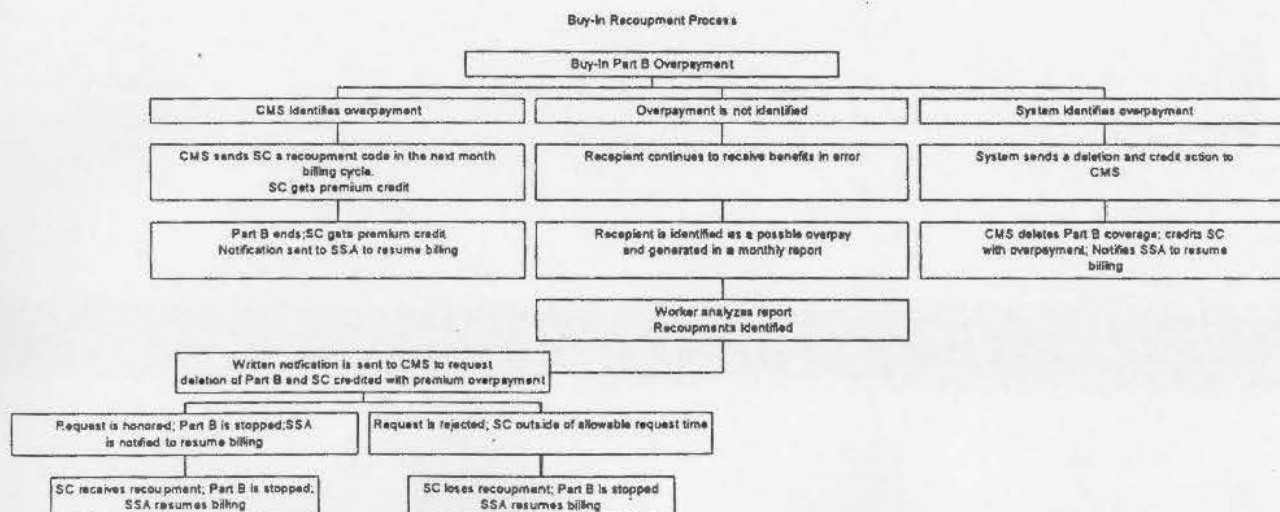 Buy-In Recoupment Process
Buy-In Part B Overpayment
CMS Identifies overpayment
Overpayment is not identified
System Identifies overpayment
CMS sends SC a recoupment code in the next month
billing cycle.
SC gets premium credit
Recepient continues to receive benefits in error
System sends a deletion and credit action to
CMS
Part B ends;SC gets premium credit
Notification sent to SSA to resume billing
Recepient is identified as a possible overpay
and generated in a monthly report
CMS deletes Part B coverage; credits SC
with overpayment; Notifies SSA to resume
billing
Worker analyzes report
Recoupments identified
Written notification is sent to CMS to request
deletion of Part B and SC credited with premium overpayment
Request is honored; Part B is stopped;SSA
is notified to resume billing
Request is rejected; SC outside of allowable request time
SC receives recoupment; Part B is stopped;
SSA resumes billing
SC loses recoupment; Part B is stopped
SSA resumes billing